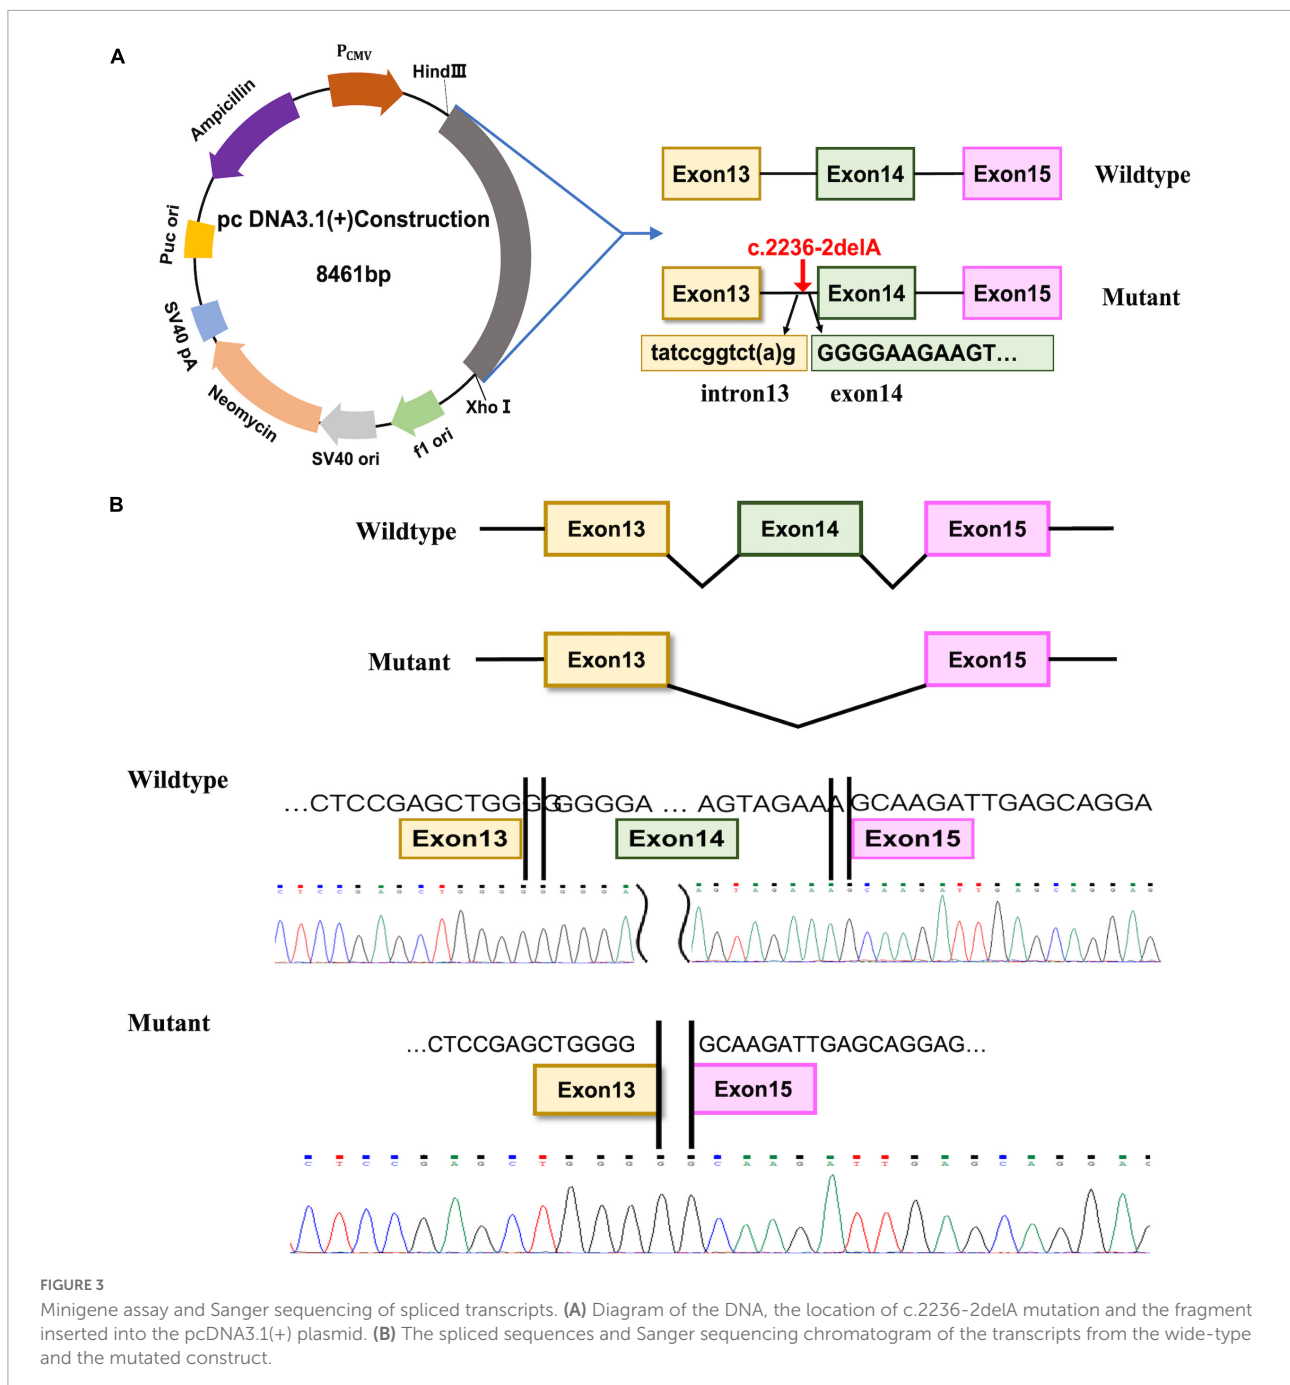 A
P_CMV
HindⅢ
Ampicillin
Puc ori
pc DNA3.1(+)Construction
8461bp
SV40 pA
Neomycin
SV40 ori
f1 ori
Xho I
Exon13 Exon14 Exon15 Wildtype
c.2236-2delA
Exon13 Exon14 Exon15 Mutant
tatccggtct(a)g GGGGAAGAAGT...
intron13 exon14
B
Wildtype Exon13 Exon14 Exon15
Mutant Exon13 Exon15
Wildtype
...CTCCGAGCTGGGGGGGGA ... AGTAGAAAGCAAGATTGAGCAGGA
Exon13 Exon14 Exon15
C T C C G A G C T G G G G G G G G A A G T A G A A A G C A A G A T T G A G C A G G A G
Mutant
...CTCCGAGCTGGGG GCAAGATTGAGCAGGAG...
Exon13 Exon15
C T C C G A G C T G G G G G C A A G A T T G A G C A G G A G
FIGURE 3
Minigene assay and Sanger sequencing of spliced transcripts. (A) Diagram of the DNA, the location of c.2236-2delA mutation and the fragment
inserted into the pcDNA3.1(+) plasmid. (B) The spliced sequences and Sanger sequencing chromatogram of the transcripts from the wide-type
and the mutated construct.